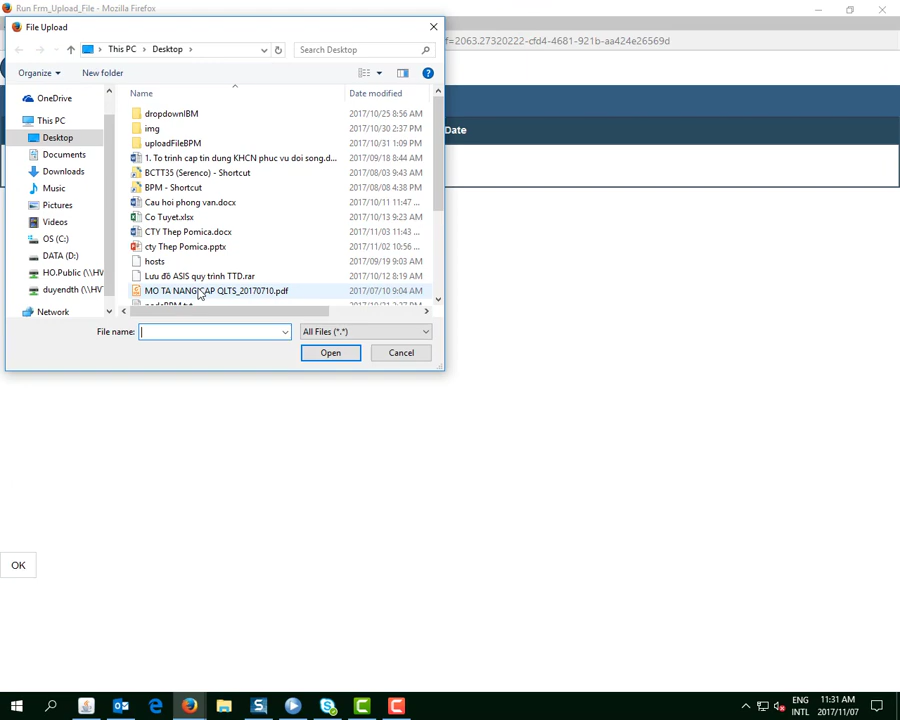 Run Frm_Upload_File - Mozilla Firefox
File Upload
f=2063.27320222-cfd4-4681-921b-aa424e26569d
This PC
Desktop
Search Desktop
Organize
New folder
Name
Date modified
OneDrive
This PC
Desktop
Documents
Downloads
Music
Pictures
Videos
OS (C:)
DATA (D:)
HO.Public (\\HV
duyendth (\\HV
Network
dropdownIBM 2017/10/25 8:56 AM
img 2017/10/30 2:37 PM
uploadFileBPM 2017/10/31 1:09 PM
1. To trinh cap tin dung KHCN phuc vu doi song.d... 2017/09/18 8:44 AM
BCTT35 (Serenco) - Shortcut 2017/08/03 9:43 AM
BPM - Shortcut 2017/08/08 4:38 PM
Cau hoi phong van.docx 2017/10/11 11:47 ...
Co Tuyet.xlsx 2017/10/13 9:23 AM
CTY Thep Pomica.docx 2017/11/03 11:43 ...
cty Thep Pomica.pptx 2017/11/02 10:56 ...
hosts 2017/09/19 9:03 AM
Lưu đồ ASIS quy trình TTD.rar 2017/10/12 8:19 AM
MO TA NANG CAP QLTS_20170710.pdf 2017/07/10 9:04 AM
Date
File name:
All Files (*.*)
Open
Cancel
OK
ENG
INTL
11:31 AM
2017/11/07